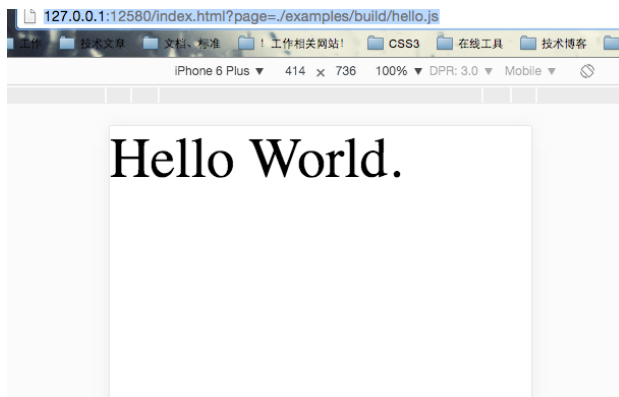 127.0.0.1:12580/index.html?page=./examples/build/hello.js
工作 技术文章 文档、标准 ！工作相关网站！ CSS3 在线工具 技术博客
iPhone 6 Plus ▼ 414 × 736 100% ▼ DPR: 3.0 ▼ Mobile ▼
Hello World.